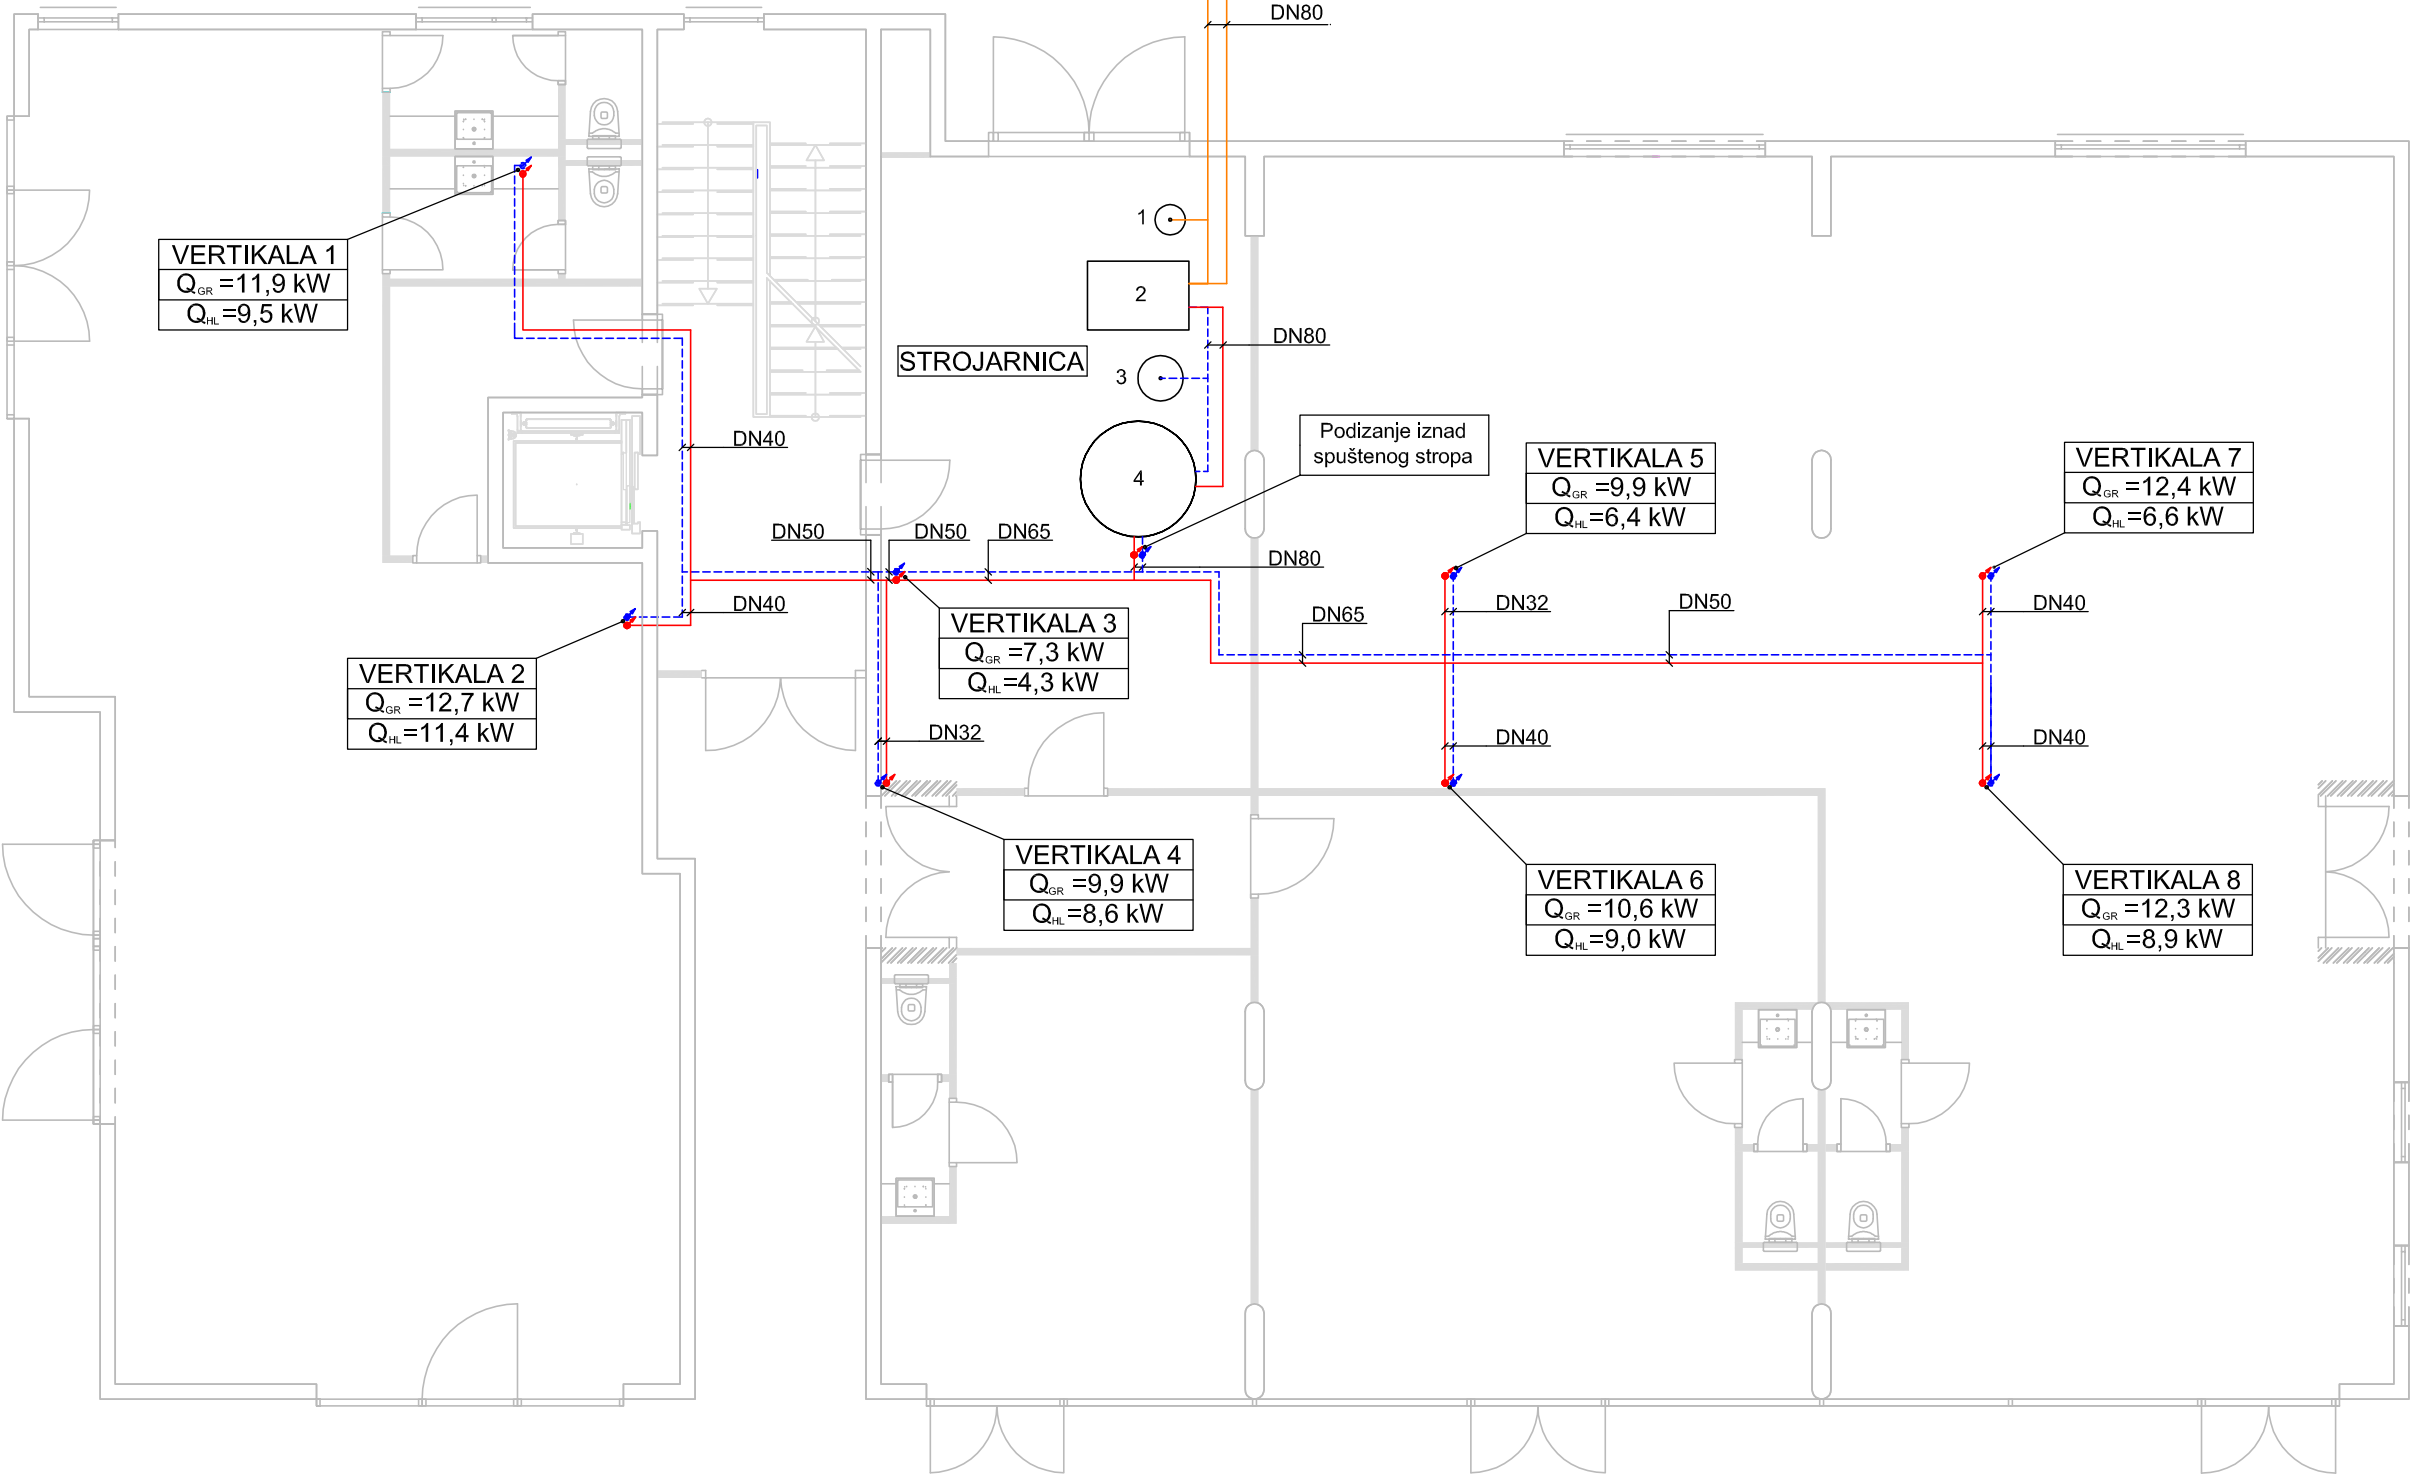 DN80
1
VERTIKALA 1
QGR =11,9 kW
QHL=9,5 kW
2
DN80
STROJARNICA
3
DN40
Podizanje iznad
spuštenog stropa
4
VERTIKALA 5
QGR =9,9 kW
QHL=6,4 kW
VERTIKALA 7
QGR =12,4 kW
QHL=6,6 kW
DN50
DN50
DN65
DN80
DN40
DN65
DN32
DN50
DN40
VERTIKALA 3
QGR =7,3 kW
QHL=4,3 kW
VERTIKALA 2
QGR =12,7 kW
QHL=11,4 kW
DN32
DN40
DN40
VERTIKALA 4
QGR =9,9 kW
QHL=8,6 kW
VERTIKALA 6
QGR =10,6 kW
QHL=9,0 kW
VERTIKALA 8
QGR =12,3 kW
QHL=8,9 kW